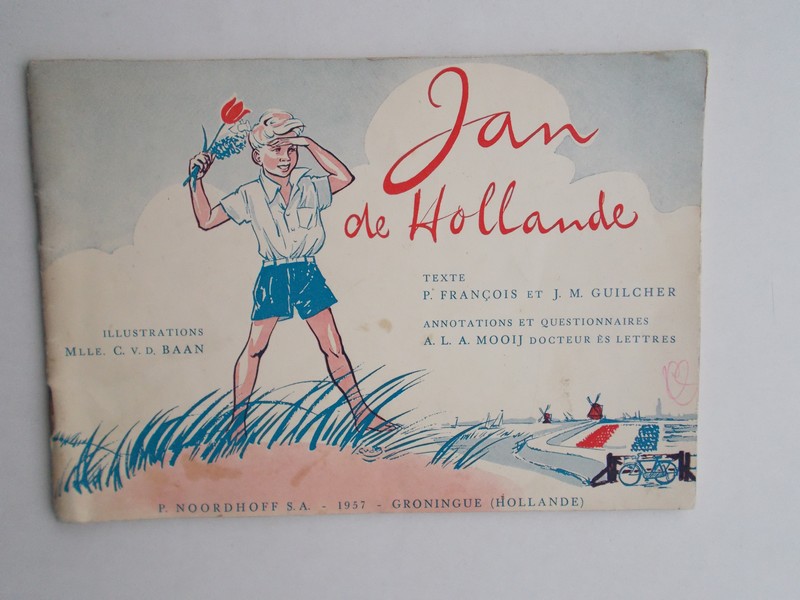 Jan
de Hollande
TEXTE
P. FRANÇOIS ET J. M. GUILCHER
ANNOTATIONS ET QUESTIONNAIRES
A. L. A. MOOIJ DOCTEUR ÈS LETTRES
ILLUSTRATIONS
MLLE. C. V. D. BAAN
P. NOORDHOFF S.A. - 1957 - GRONINGUE (HOLLANDE)